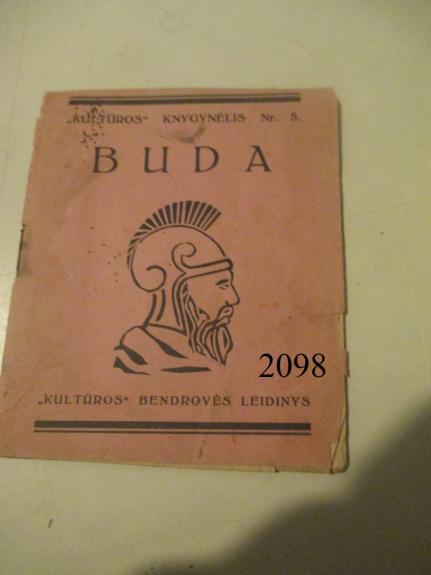 „KULTŪROS“ KNYGYNĖLIS Nr. 5.
BUDA
2098
„KULTŪROS“ BENDROVĖS LEIDINYS